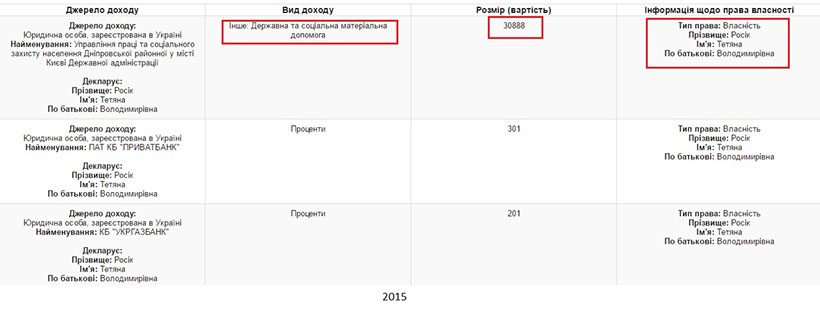 Джерело доходу
Вид доходу
Розмір (вартість)
Інформація щодо права власності
Джерело доходу:
Юридична особа, зареєстрована в Україні
Найменування: Управління праці та соціального
захисту населення Дніпровської районної у місті
Києві Державної адміністрації
Декларує:
Прізвище: Росік
Ім'я: Тетяна
По батькові: Володимирівна
Інше: Державна та соціальна матеріальна
допомога
30888
Тип права: Власність
Прізвище: Росік
Ім'я: Тетяна
По батькові: Володимирівна
Джерело доходу:
Юридична особа, зареєстрована в Україні
Найменування: ПАТ КБ "ПРИВАТБАНК"
Декларує:
Прізвище: Росік
Ім'я: Тетяна
По батькові: Володимирівна
Проценти
301
Тип права: Власність
Прізвище: Росік
Ім'я: Тетяна
По батькові: Володимирівна
Джерело доходу:
Юридична особа, зареєстрована в Україні
Найменування: КБ "УКРГАЗБАНК"
Декларує:
Прізвище: Росік
Ім'я: Тетяна
По батькові: Володимирівна
Проценти
201
Тип права: Власність
Прізвище: Росік
Ім'я: Тетяна
По батькові: Володимирівна
2015